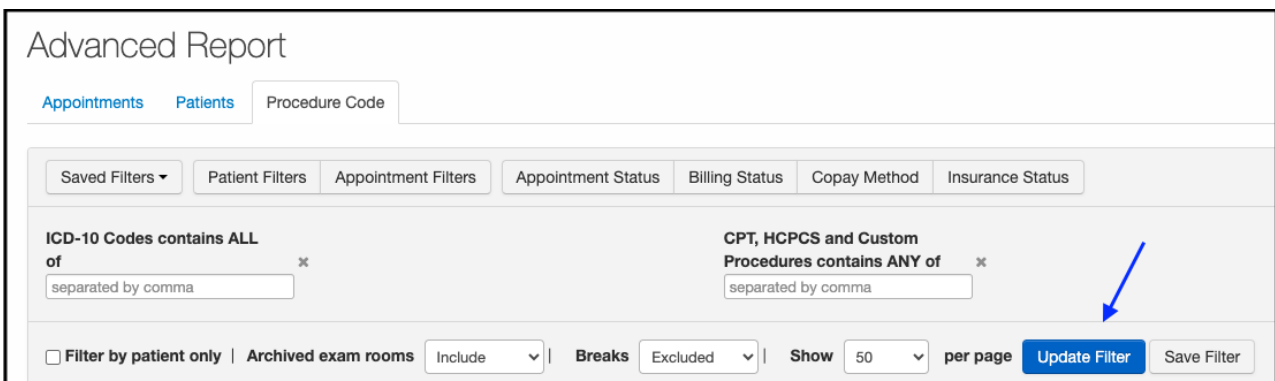 Advanced Report
Appointments Patients Procedure Code
Saved Filters Patient Filters Appointment Filters Appointment Status Billing Status Copay Method Insurance Status
ICD-10 Codes contains ALL
of
separated by comma
CPT, HCPCS and Custom
Procedures contains ANY of
separated by comma
Filter by patient only | Archived exam rooms Include | Breaks Excluded | Show 50 per page Update Filter Save Filter